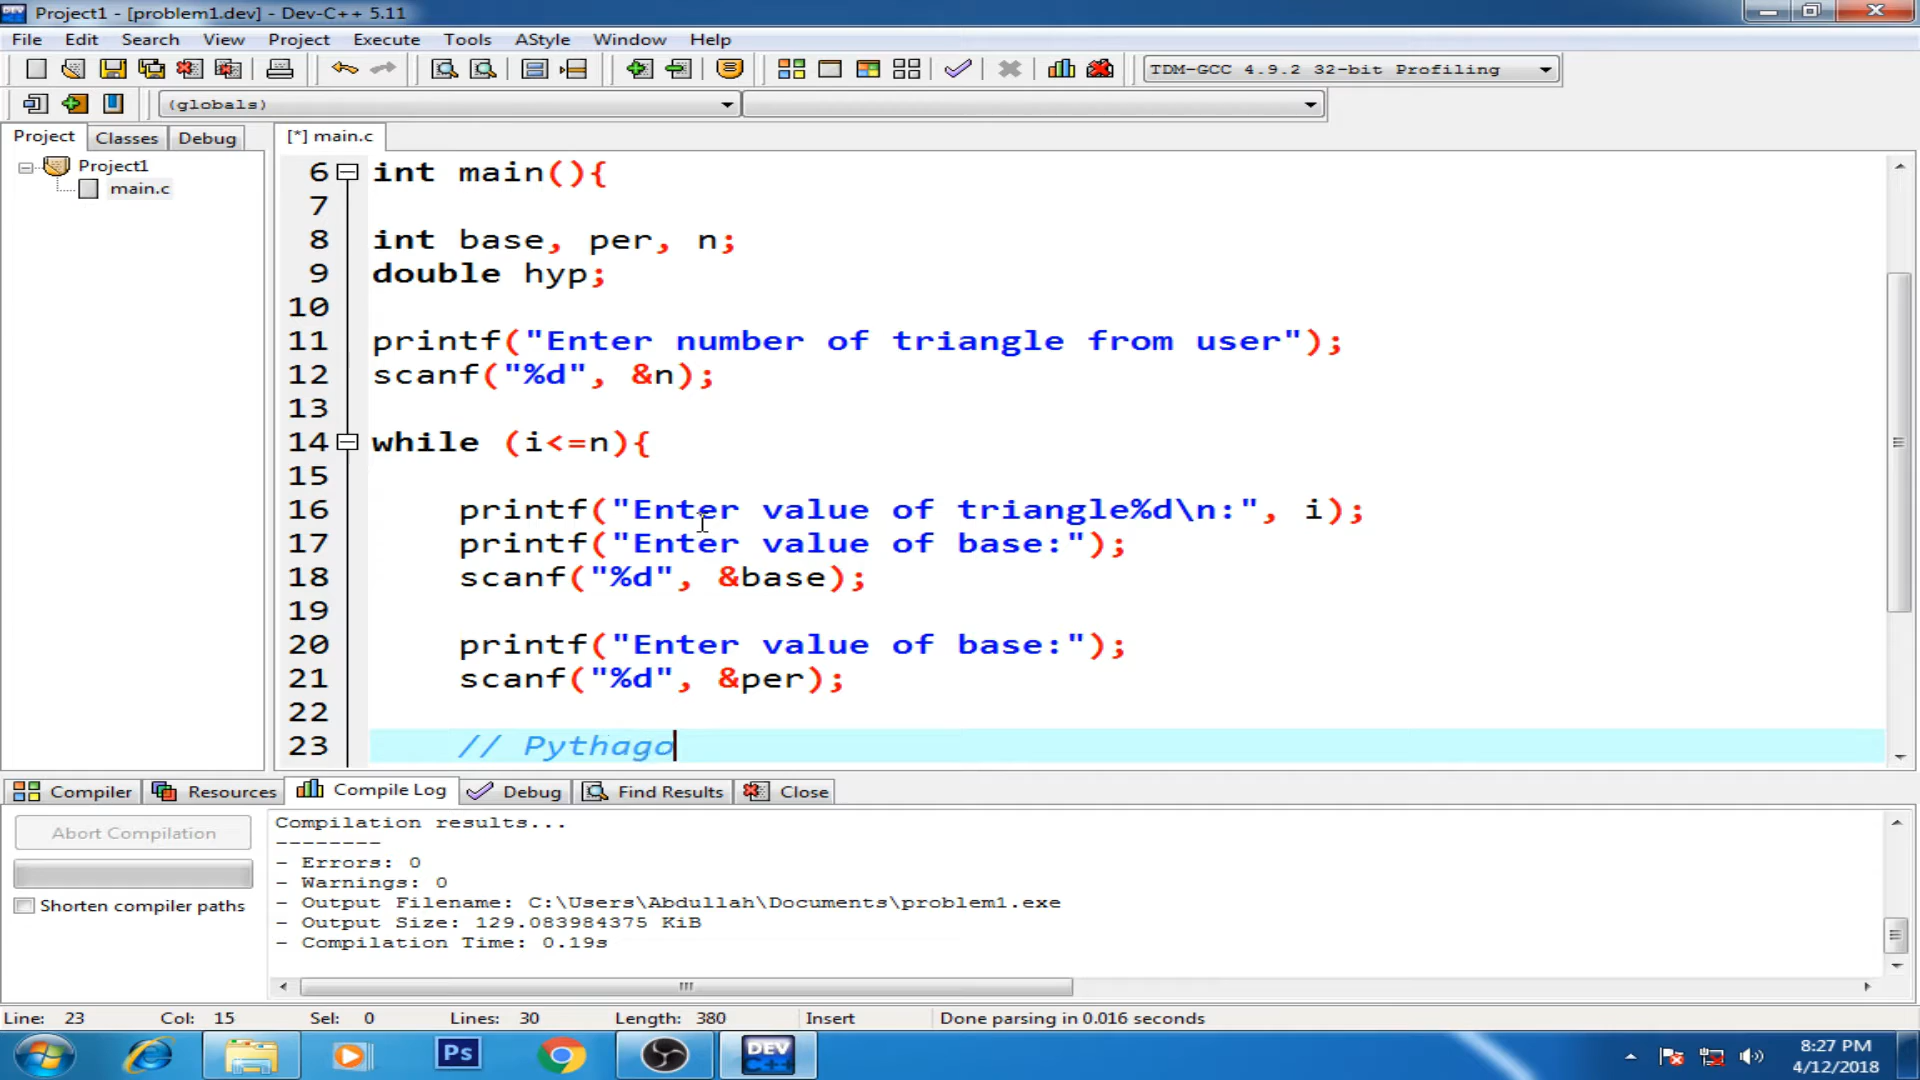 Project1 - [problem1.dev] - Dev-C++ 5.11
File Edit Search View Project Execute Tools AStyle Window Help
TDM-GCC 4.9.2 32-bit Profiling
(globals)
Project Classes Debug
[*] main.c
Project1
main.c
6 int main(){
7
8 int base, per, n;
9 double hyp;
10
11 printf("Enter number of triangle from user");
12 scanf("%d", &n);
13
14 while (i<=n){
15
16 printf("Enter value of triangle%d\n:", i);
17 printf("Enter value of base:");
18 scanf("%d", &base);
19
20 printf("Enter value of base:");
21 scanf("%d", &per);
22
23 // Pythago
Compiler Resources Compile Log Debug Find Results Close
Abort Compilation
Shorten compiler paths
Compilation results...
--------
- Errors: 0
- Warnings: 0
- Output Filename: C:\Users\Abdullah\Documents\problem1.exe
- Output Size: 129.083984375 KiB
- Compilation Time: 0.19s
Line: 23 Col: 15 Sel: 0 Lines: 30 Length: 380 Insert Done parsing in 0.016 seconds
Ps
DEV C++
8:27 PM
4/12/2018